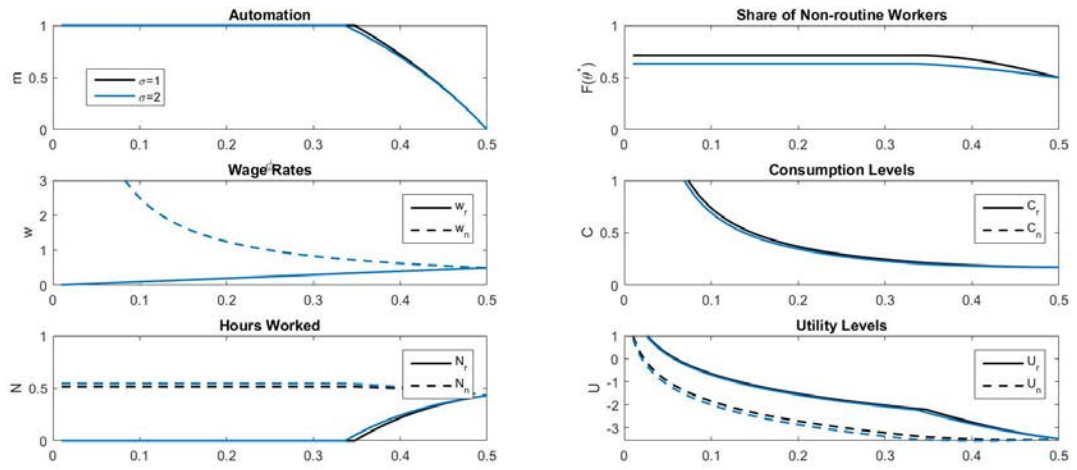 Automation
1
0.5
0
m
σ=1
σ=2
0 0.1 0.2 0.3 0.4 0.5
Share of Non-routine Workers
1
0.5
0
F(θ*)
0 0.1 0.2 0.3 0.4 0.5
ϕ
Wage Rates
3
2
1
0
w
w_r
w_n
0 0.1 0.2 0.3 0.4 0.5
Consumption Levels
1
0.5
0
C
C_r
C_n
0 0.1 0.2 0.3 0.4 0.5
Hours Worked
1
0.5
0
N
N_r
N_n
0 0.1 0.2 0.3 0.4 0.5
Utility Levels
0
-1
-2
-3
U
U_r
U_n
0 0.1 0.2 0.3 0.4 0.5